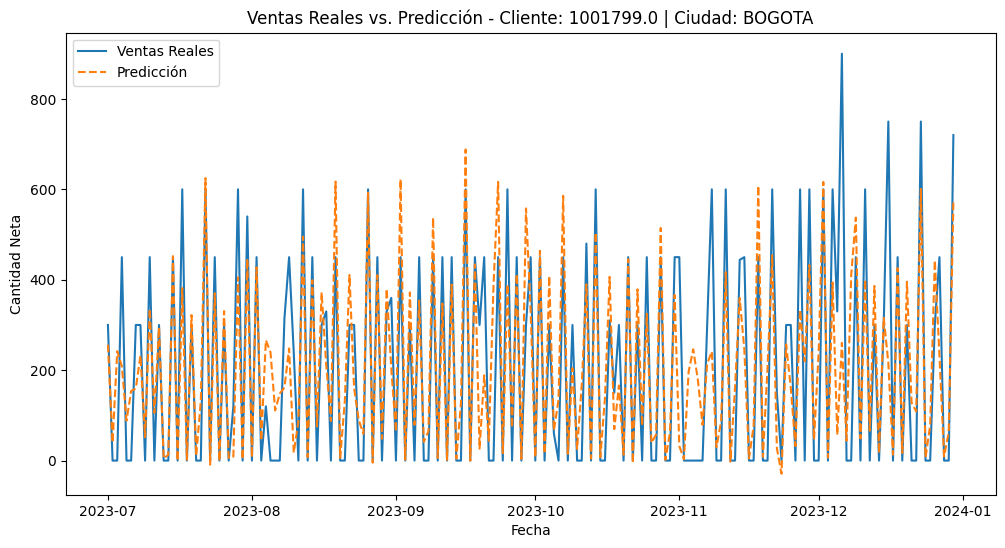 Ventas Reales vs. Predicción - Cliente: 1001799.0 | Ciudad: BOGOTA
Ventas Reales
Predicción
Cantidad Neta
800
600
400
200
0
2023-07 2023-08 2023-09 2023-10 2023-11 2023-12 2024-01
Fecha